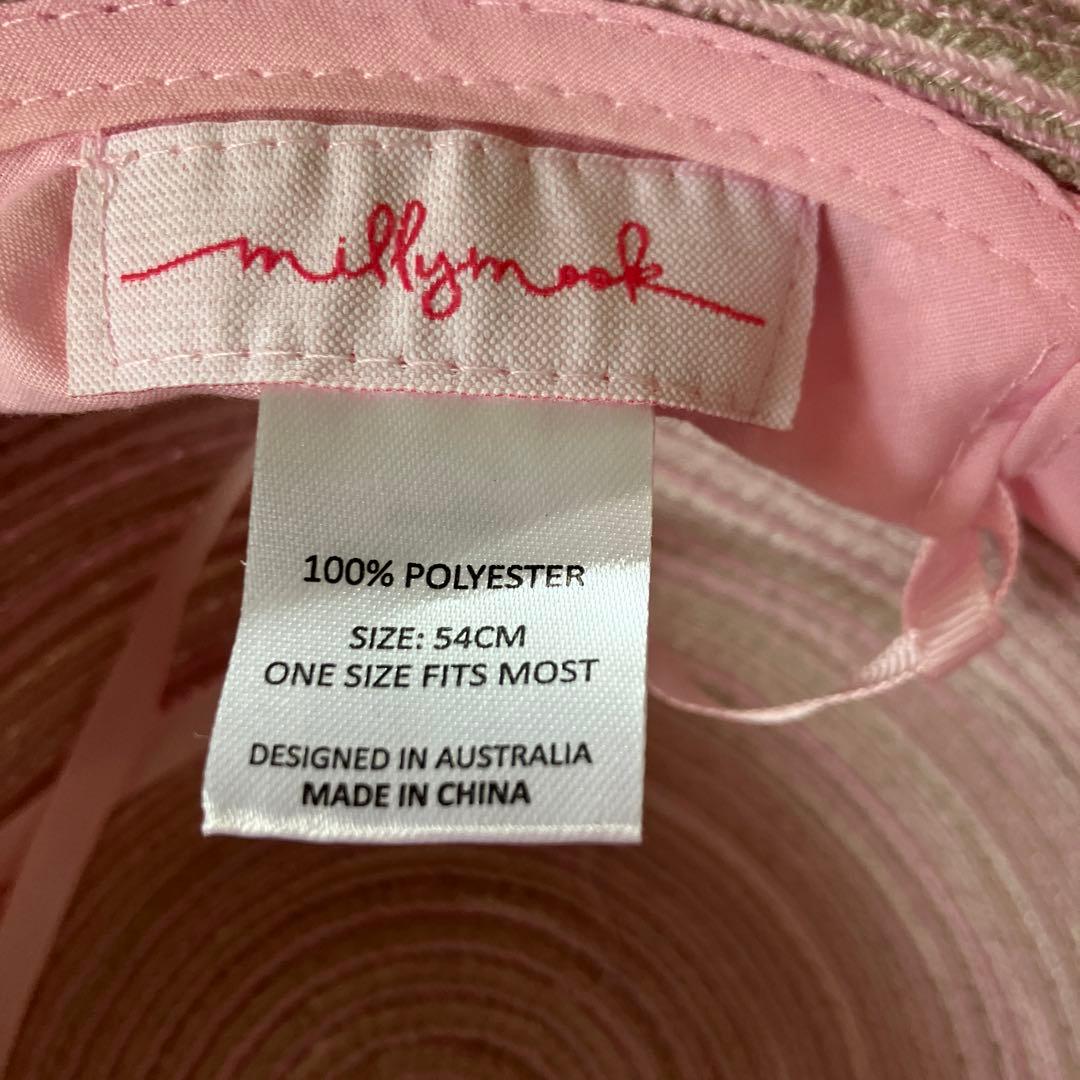 millymook
100% POLYESTER
SIZE: 54CM
ONE SIZE FITS MOST
DESIGNED IN AUSTRALIA
MADE IN CHINA